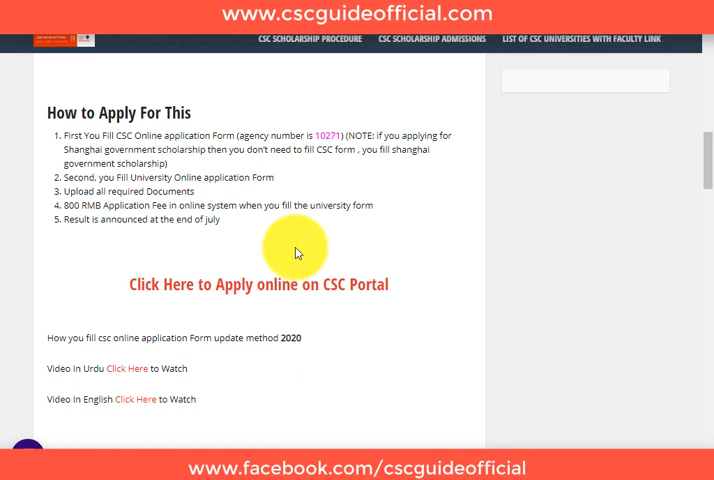 www.cscguideofficial.com
CSC SCHOLARSHIP PROCEDURE CSC SCHOLARSHIP ADMISSIONS LIST OF CSC UNIVERSITIES WITH FACULTY LINK
How to Apply For This
1. First You Fill CSC Online application Form (agency number is 10271) (NOTE: if you applying for
Shanghai government scholarship then you don't need to fill CSC form , you fill shanghai
government scholarship)
2. Second, you Fill University Online application Form
3. Upload all required Documents
4. 800 RMB Application Fee in online system when you fill the university form
5. Result is announced at the end of july
Click Here to Apply online on CSC Portal
How you fill csc online application Form update method 2020
Video In Urdu Click Here to Watch
Video In English Click Here to Watch
www.facebook.com/cscguideofficial